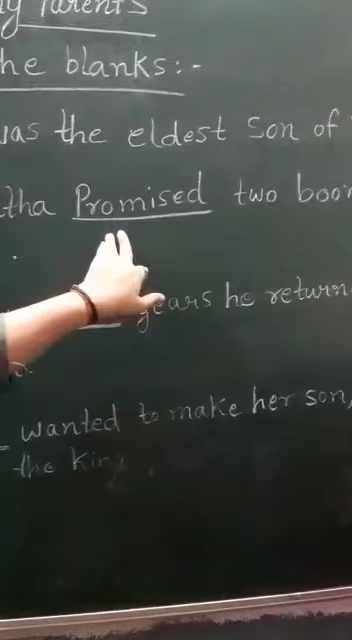 Parents
he blanks:-
was the eldest Son of
tha Promised two boon
years he return
wanted to make her son,
the King.